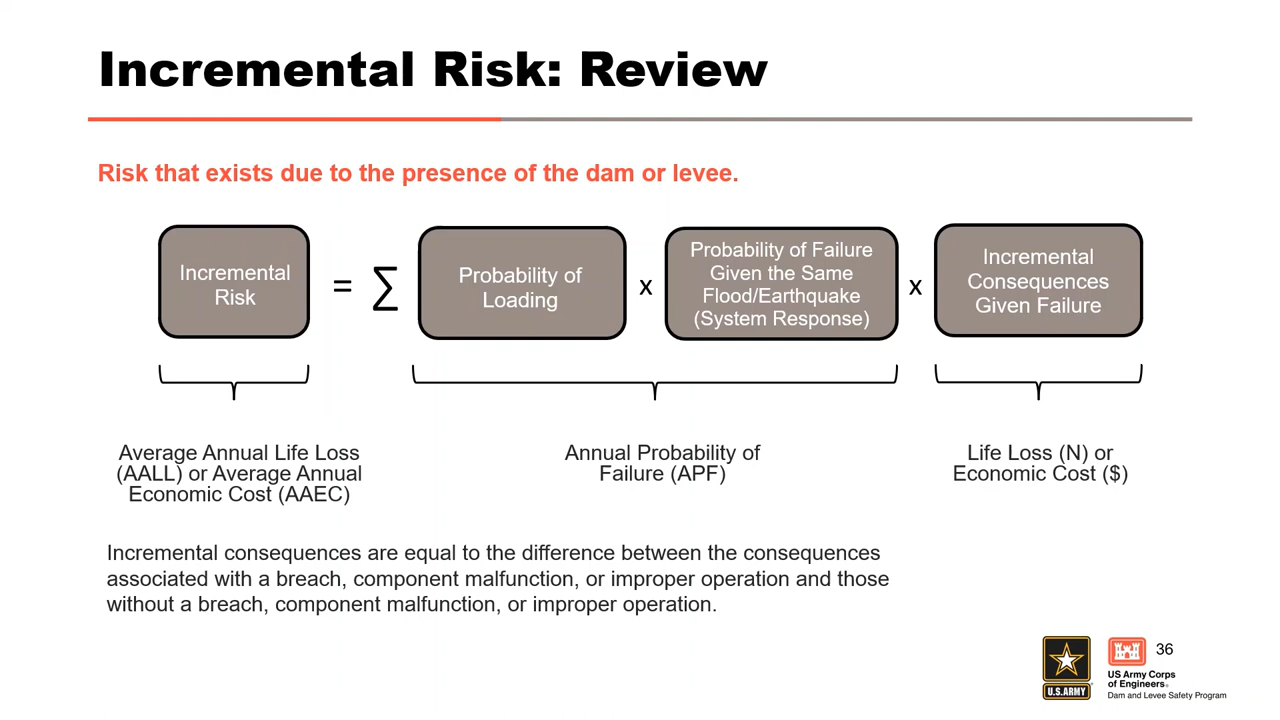 Incremental Risk: Review
Risk that exists due to the presence of the dam or levee.
Incremental
Risk
=
∑
Probability of
Loading
x
Probability of Failure
Given the Same
Flood/Earthquake
(System Response)
x
Incremental
Consequences
Given Failure
Average Annual Life Loss
(AALL) or Average Annual
Economic Cost (AAEC)
Annual Probability of
Failure (APF)
Life Loss (N) or
Economic Cost ($)
Incremental consequences are equal to the difference between the consequences
associated with a breach, component malfunction, or improper operation and those
without a breach, component malfunction, or improper operation.
U.S.ARMY
36
US Army Corps
of Engineers®
Dam and Levee Safety Program